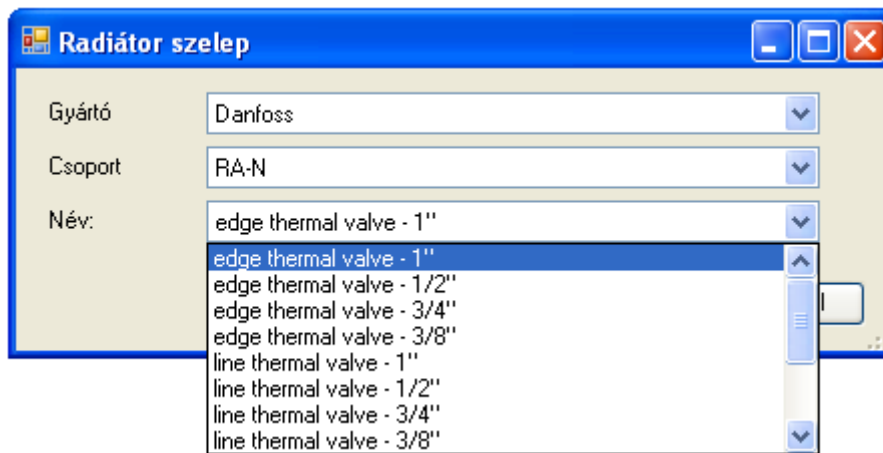 Radiátor szelep
Gyártó Danfoss
Csoport RA-N
Név: edge thermal valve - 1"
edge thermal valve - 1"
edge thermal valve - 1/2"
edge thermal valve - 3/4"
edge thermal valve - 3/8"
line thermal valve - 1"
line thermal valve - 1/2"
line thermal valve - 3/4"
line thermal valve - 3/8"